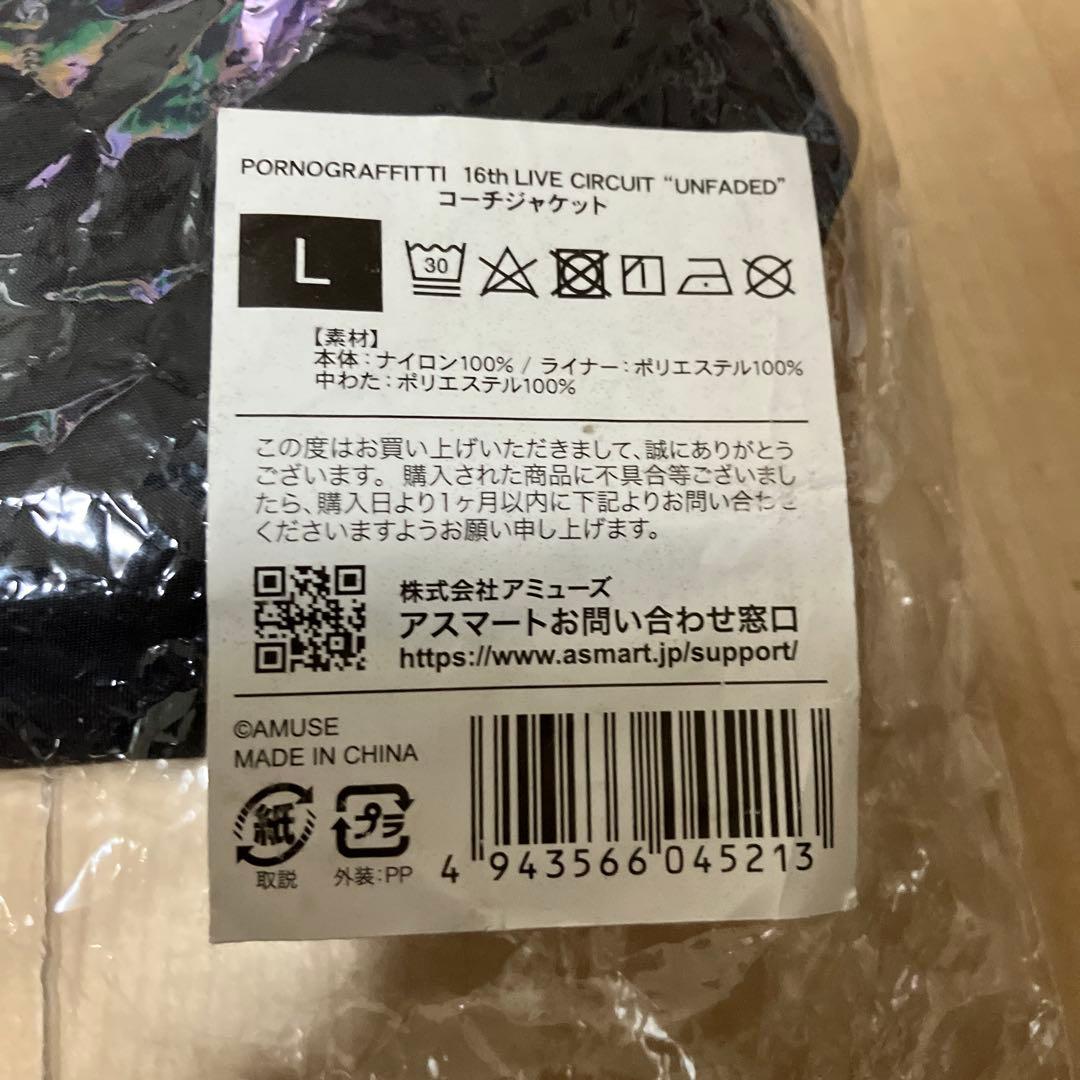 PORNOGRAFFITTI 16th LIVE CIRCUIT “UNFADED”
コーチジャケット
L
30
【素材】
本体：ナイロン100% / ライナー：ポリエステル100%
中わた：ポリエステル100%
この度はお買い上げいただきまして、誠にありがとう
ございます。購入された商品に不具合等ございまし
たら、購入日より1ヶ月以内に下記よりお問い合わせ
くださいますようお願い申し上げます。
株式会社アミューズ
アスマートお問い合わせ窓口
https://www.asmart.jp/support/
©AMUSE
MADE IN CHINA
紙
プラ
取説
外装：PP
4 943566 045213